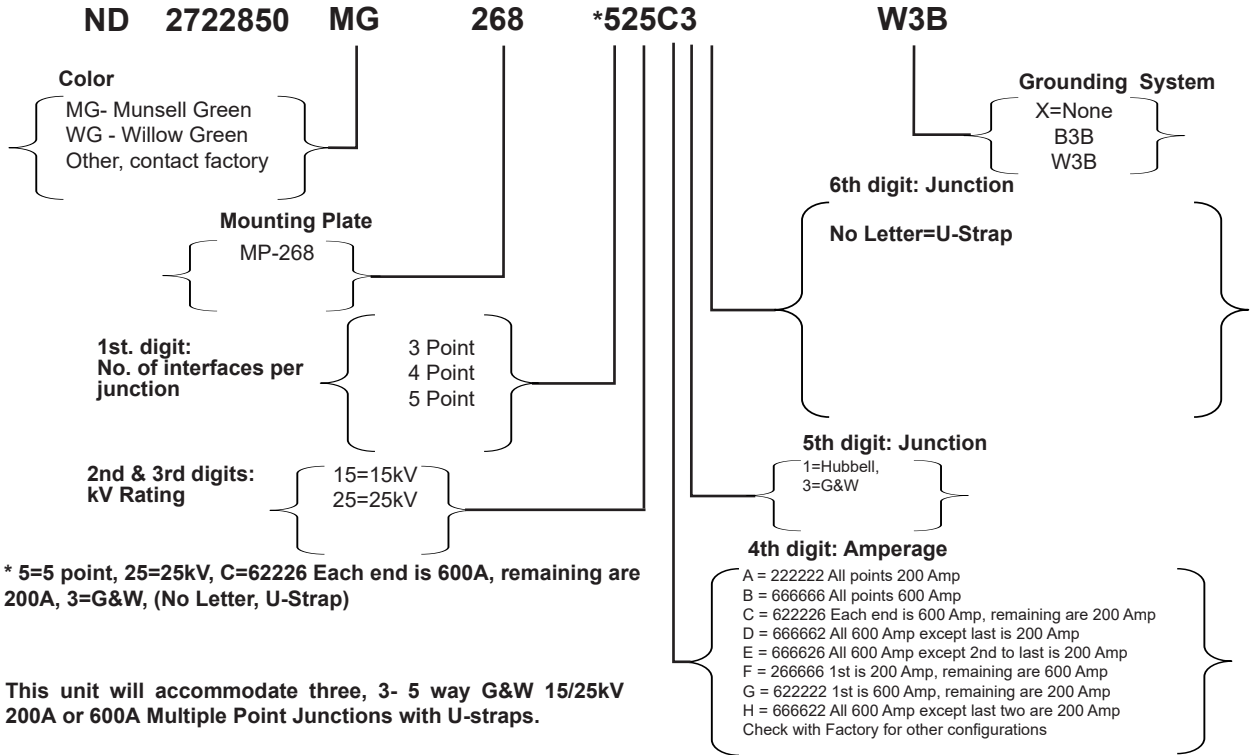 ND 2722850 MG 268 *525C3 W3B
Color
MG- Munsell Green
WG - Willow Green
Other, contact factory
Grounding System
X=None
B3B
W3B
Mounting Plate
MP-268
6th digit: Junction
No Letter=U-Strap
1st. digit:
No. of interfaces per
junction
3 Point
4 Point
5 Point
5th digit: Junction
1=Hubbell,
3=G&W
2nd & 3rd digits:
kV Rating
15=15kV
25=25kV
4th digit: Amperage
A = 222222 All points 200 Amp
B = 666666 All points 600 Amp
C = 622226 Each end is 600 Amp, remaining are 200 Amp
D = 666662 All 600 Amp except last is 200 Amp
E = 666626 All 600 Amp except 2nd to last is 200 Amp
F = 266666 1st is 200 Amp, remaining are 600 Amp
G = 622222 1st is 600 Amp, remaining are 200 Amp
H = 666622 All 600 Amp except last two are 200 Amp
Check with Factory for other configurations
* 5=5 point, 25=25kV, C=62226 Each end is 600A, remaining are
200A, 3=G&W, (No Letter, U-Strap)
This unit will accommodate three, 3- 5 way G&W 15/25kV
200A or 600A Multiple Point Junctions with U-straps.